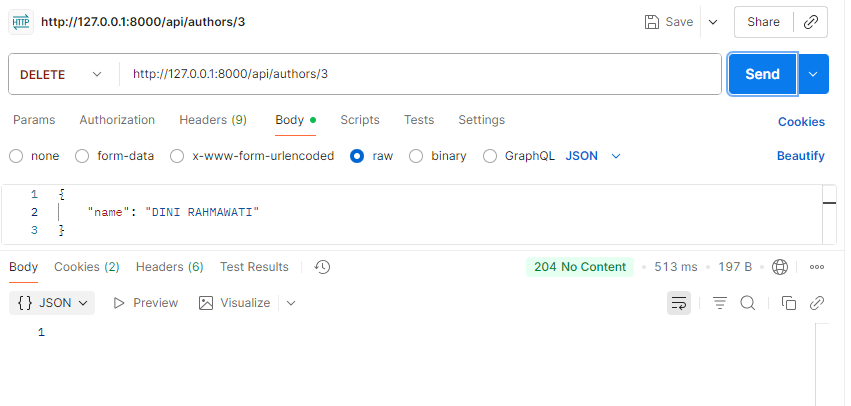 HTTP http://127.0.0.1:8000/api/authors/3 Save Share
DELETE http://127.0.0.1:8000/api/authors/3 Send
Params Authorization Headers (9) Body Scripts Tests Settings Cookies
none form-data x-www-form-urlencoded raw binary GraphQL JSON Beautify
1 {
2 "name": "DINI RAHMAWATI"
3 }
Body Cookies (2) Headers (6) Test Results 204 No Content • 513 ms • 197 B •
{} JSON Preview Visualize
1